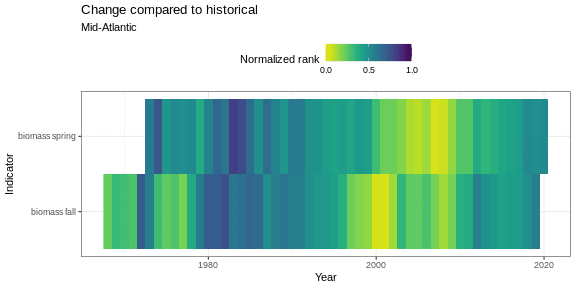 Change compared to historical
Mid-Atlantic
Normalized rank
0.0 0.5 1.0
biomass spring
biomass fall
Indicator
1980 2000 2020
Year